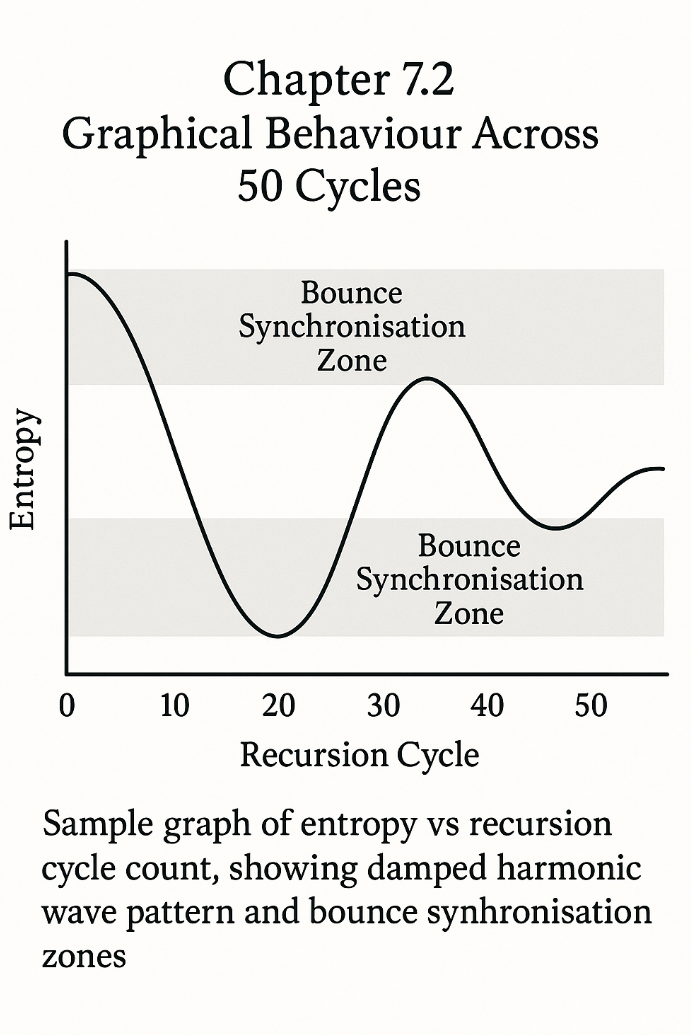 Chapter 7.2
Graphical Behaviour Across
50 Cycles
Bounce
Synchronisation
Zone
Entropy
Bounce
Synchronisation
Zone
0 10 20 30 40 50
Recursion Cycle
Sample graph of entropy vs recursion
cycle count, showing damped harmonic
wave pattern and bounce synhronisation
zones